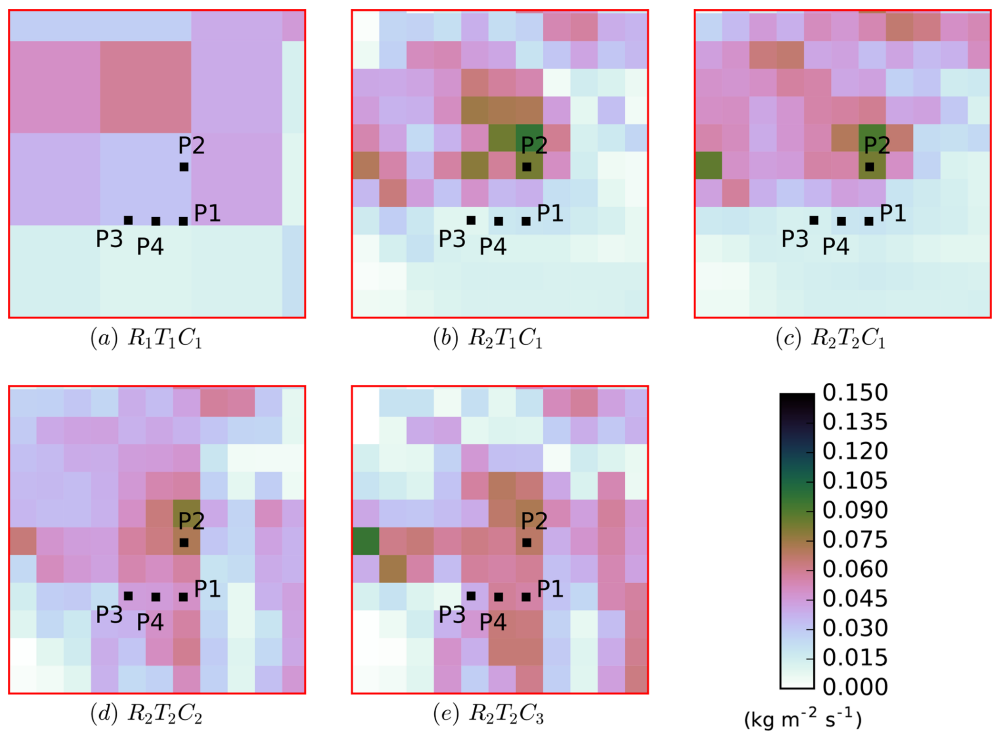 P2
P1
P3
P4
(a) R₁T₁C₁
P2
P1
P3
P4
(b) R₂T₁C₁
P2
P1
P3
P4
(c) R₂T₂C₁
P2
P1
P3
P4
(d) R₂T₂C₂
P2
P1
P3
P4
(e) R₂T₂C₃
0.150
0.135
0.120
0.105
0.090
0.075
0.060
0.045
0.030
0.015
0.000
(kg m⁻² s⁻¹)